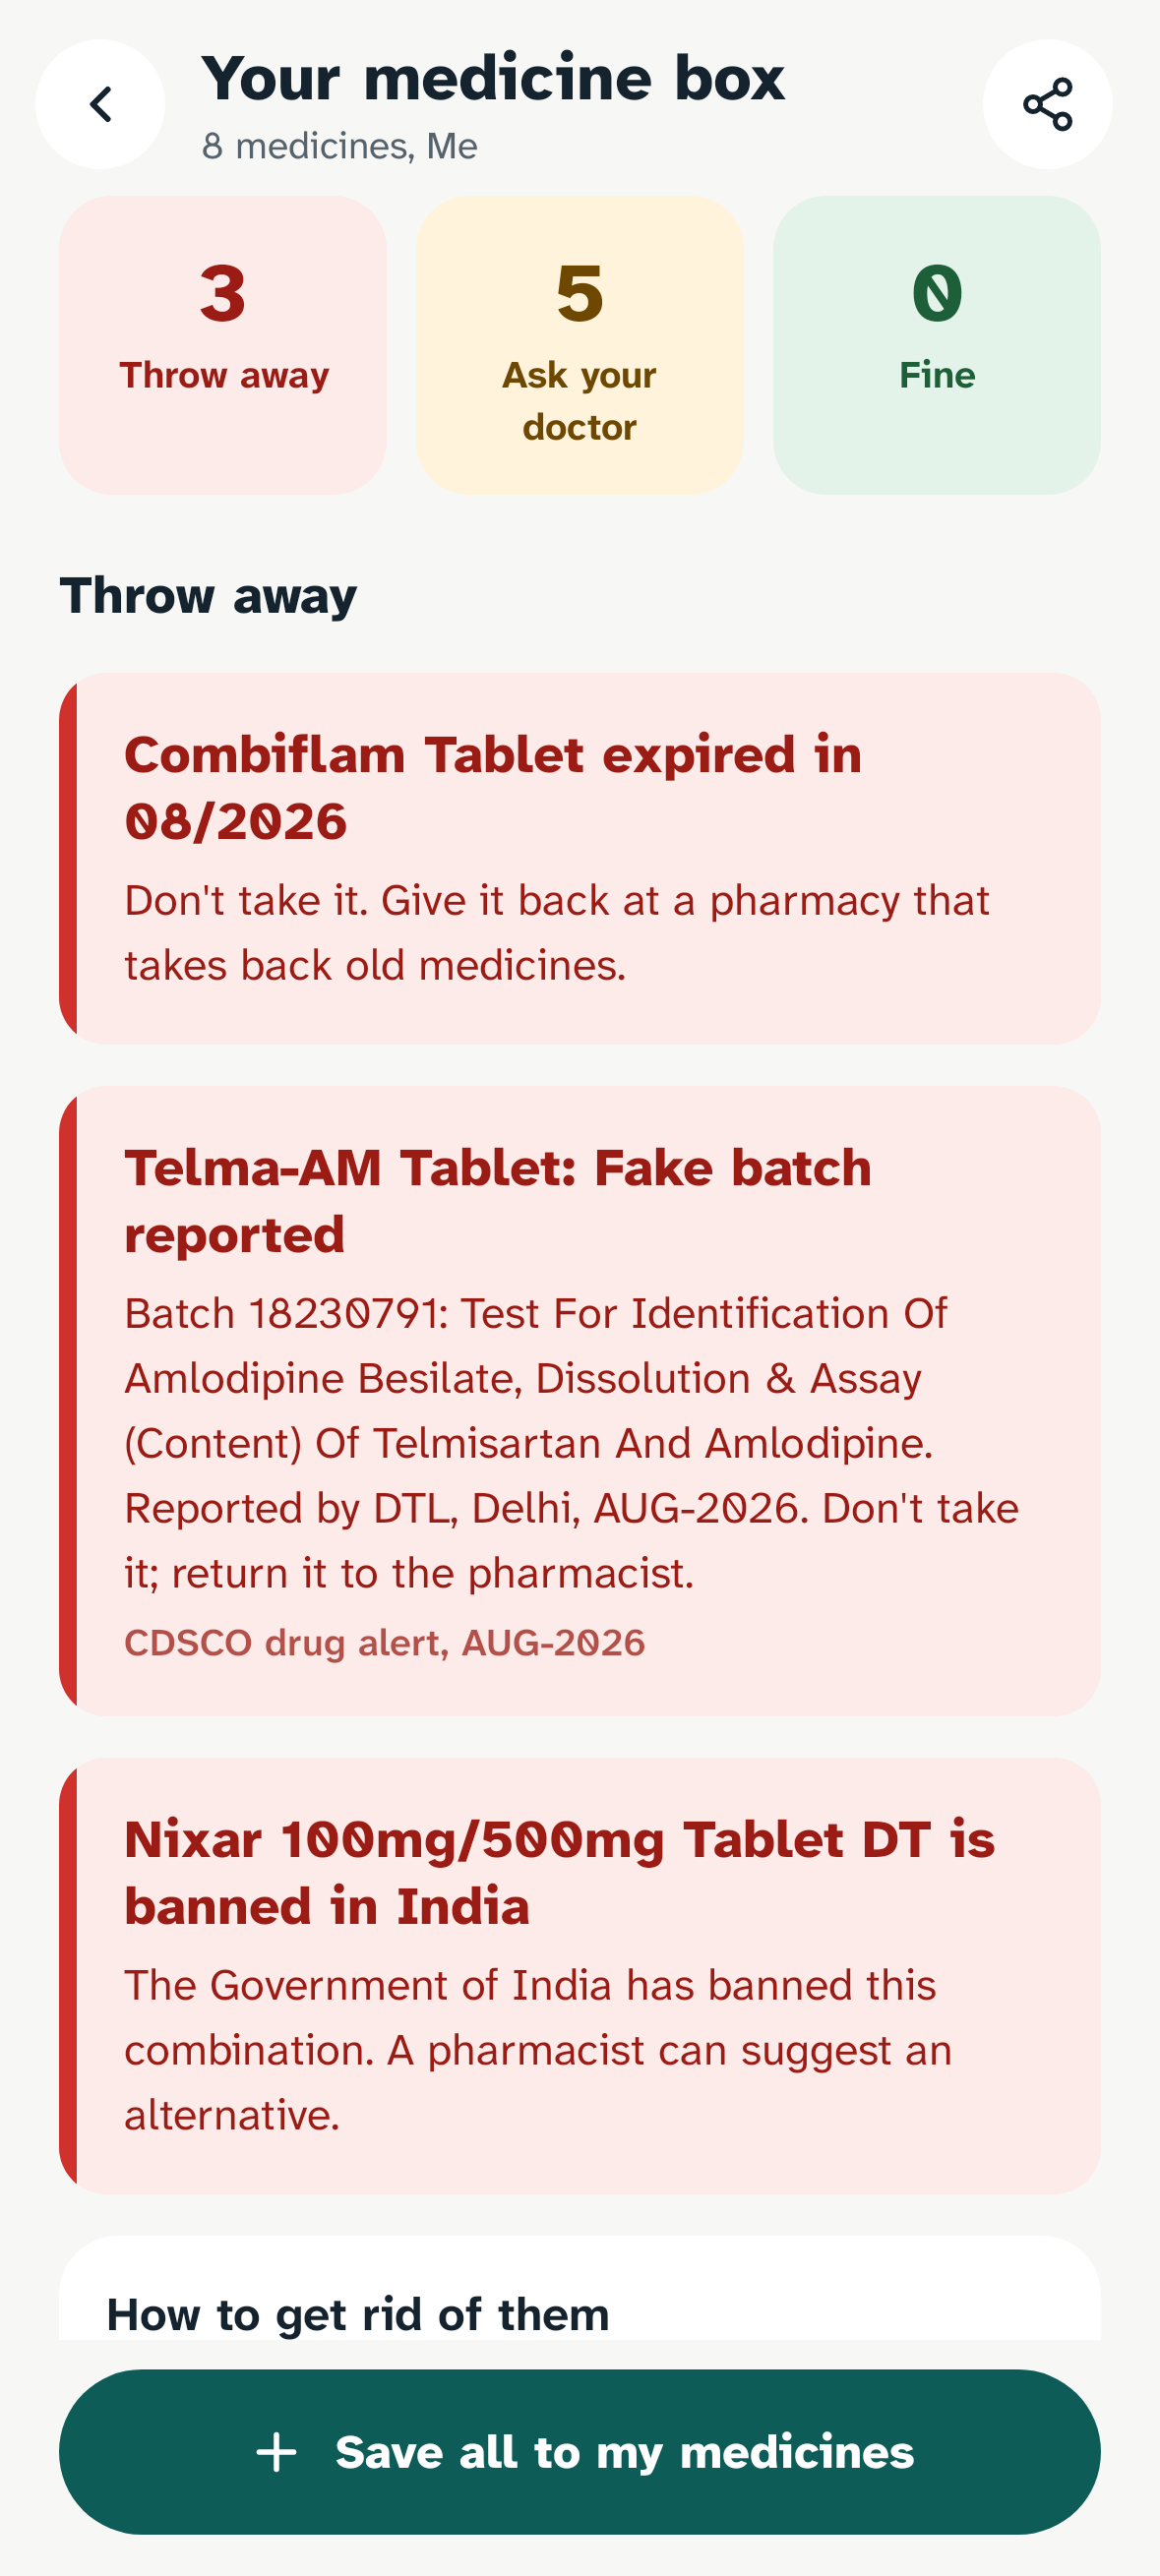 Your medicine box
8 medicines, Me
3
Throw away
5
Ask your
doctor
0
Fine
Throw away
Combiflam Tablet expired in
08/2026
Don't take it. Give it back at a pharmacy that
takes back old medicines.
Telma-AM Tablet: Fake batch
reported
Batch 18230791: Test For Identification Of
Amlodipine Besilate, Dissolution & Assay
(Content) Of Telmisartan And Amlodipine.
Reported by DTL, Delhi, AUG-2026. Don't take
it; return it to the pharmacist.
CDSCO drug alert, AUG-2026
Nixar 100mg/500mg Tablet DT is
banned in India
The Government of India has banned this
combination. A pharmacist can suggest an
alternative.
How to get rid of them
+ Save all to my medicines